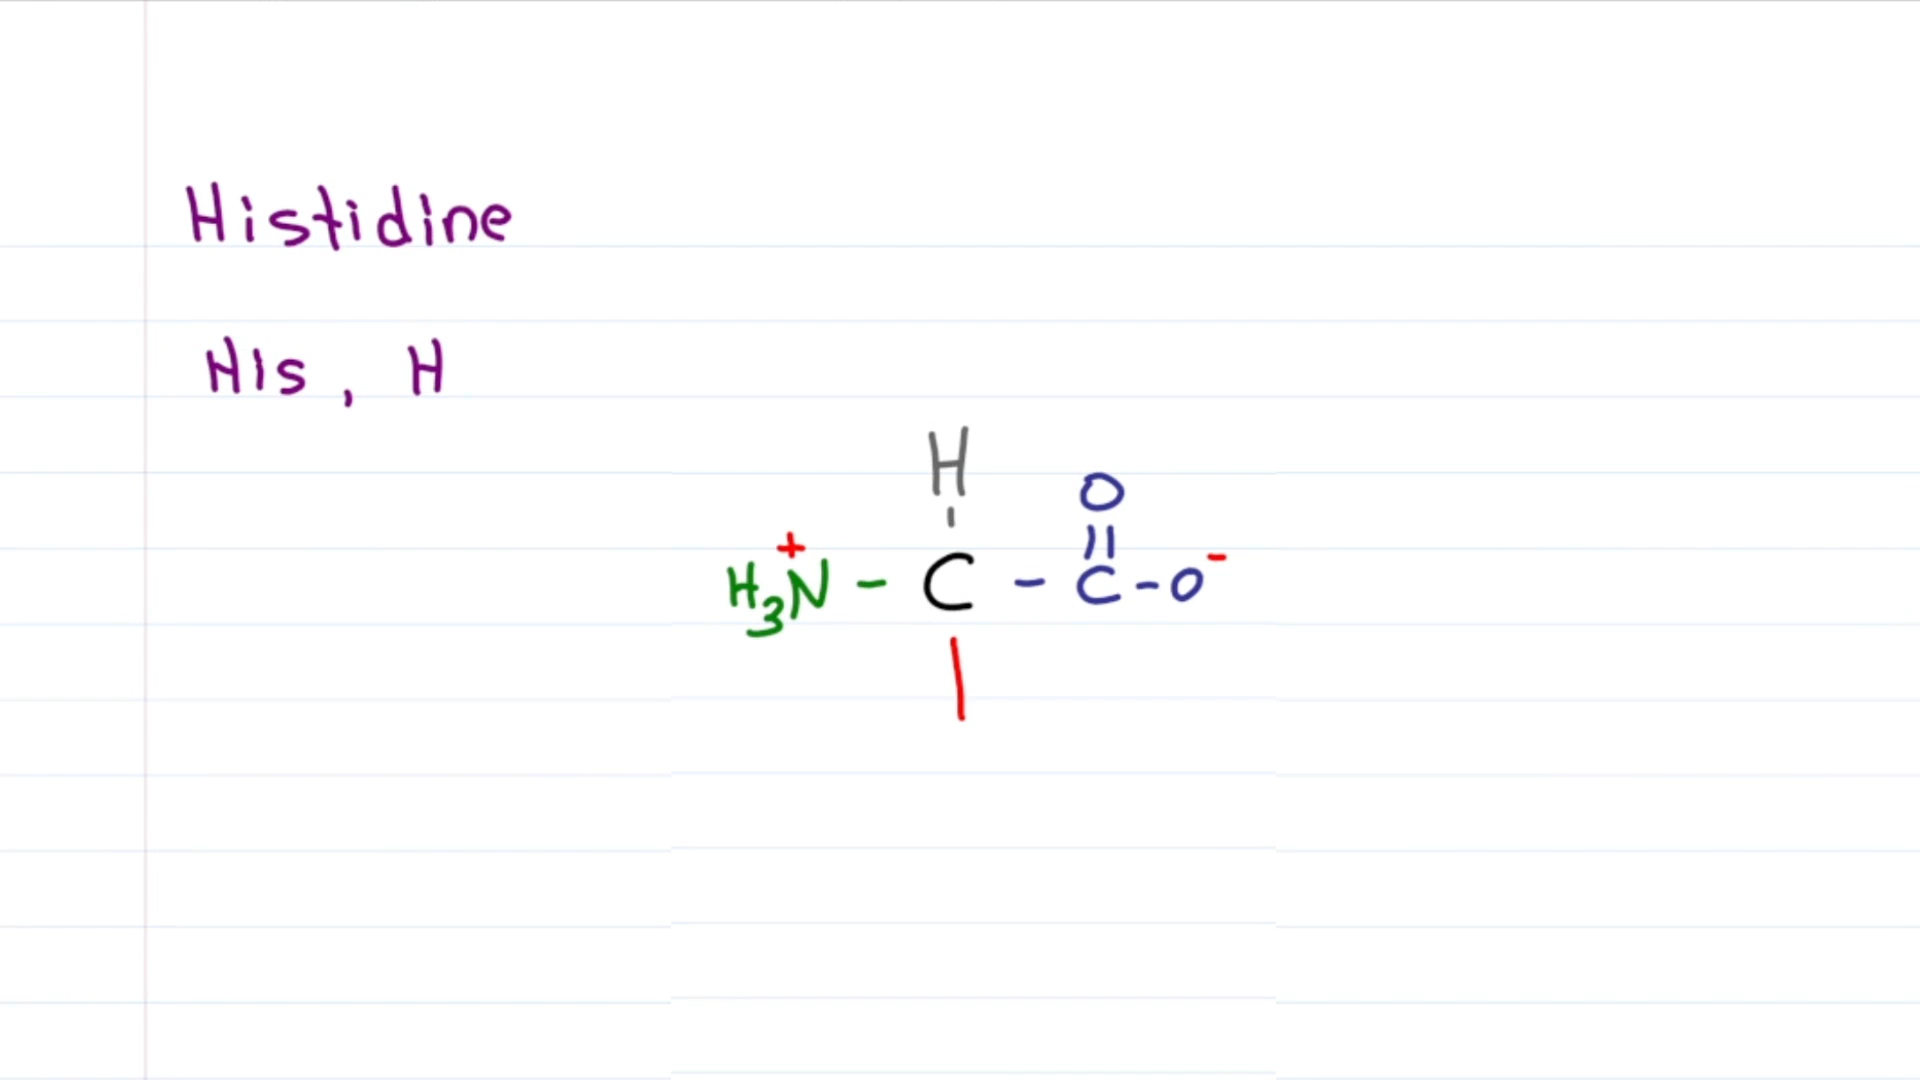 Histidine
His, H
H
O
+
H3N - C - C - O -